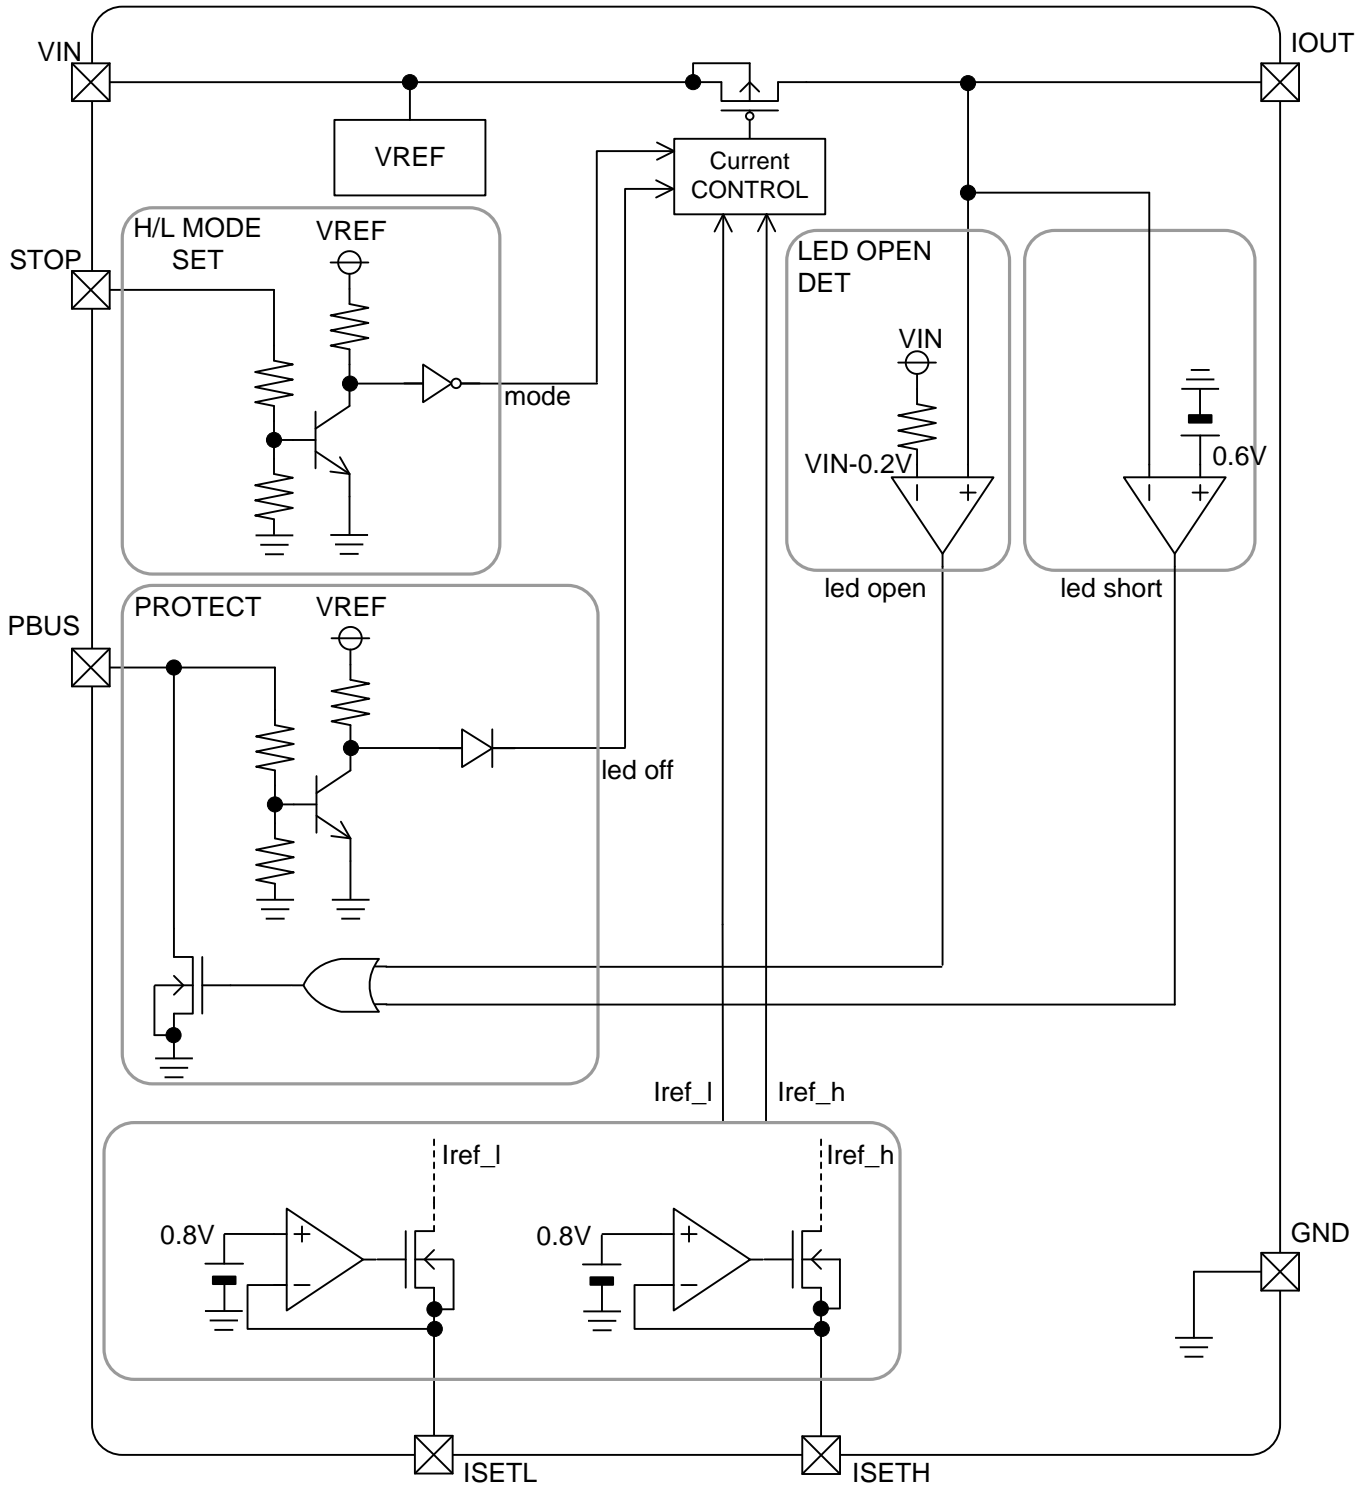 VIN
IOUT
VREF
Current
CONTROL
H/L MODE
SET
VREF
STOP
LED OPEN
DET
VIN
mode
VIN-0.2V
0.6V
− +
− +
led open
led short
PROTECT
VREF
PBUS
led off
Iref_l
Iref_h
Iref_l
Iref_h
0.8V
+
−
0.8V
+
−
GND
ISETL
ISETH